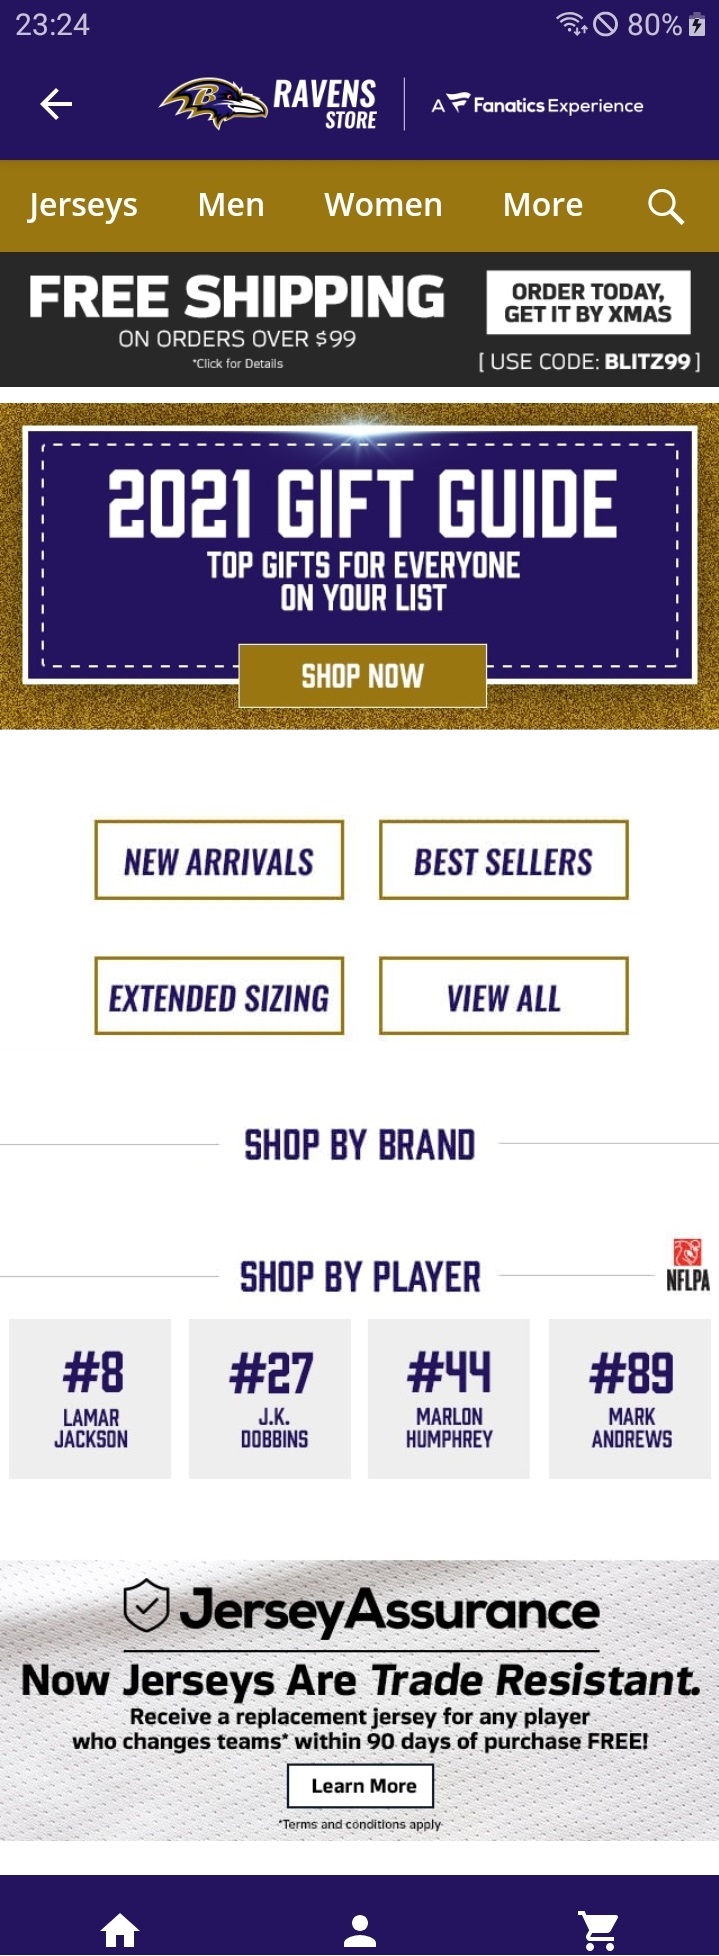 23:24
80%
RAVENS
STORE
A Fanatics Experience
Jerseys Men Women More
FREE SHIPPING
ON ORDERS OVER $99
*Click for Details
ORDER TODAY,
GET IT BY XMAS
[ USE CODE: BLITZ99 ]
2021 GIFT GUIDE
TOP GIFTS FOR EVERYONE
ON YOUR LIST
SHOP NOW
NEW ARRIVALS
BEST SELLERS
EXTENDED SIZING
VIEW ALL
SHOP BY BRAND
SHOP BY PLAYER
NFLPA
#8
LAMAR
JACKSON
#27
J.K.
DOBBINS
#44
MARLON
HUMPHREY
#89
MARK
ANDREWS
JerseyAssurance
Now Jerseys Are Trade Resistant.
Receive a replacement jersey for any player
who changes teams* within 90 days of purchase FREE!
Learn More
*Terms and conditions apply